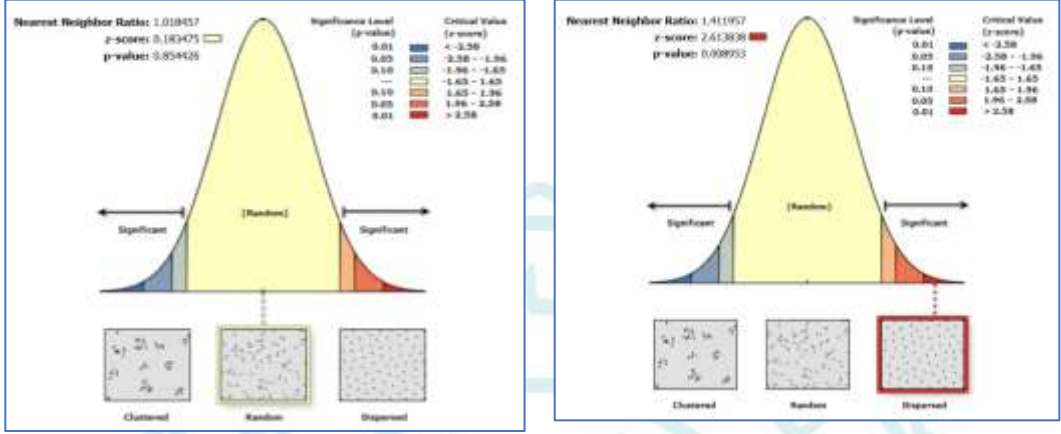 Nearest Neighbor Ratio: 1.018457
z-score: 0.183475
p-value: 0.854426
Significance Level
(p-value)
Critical Value
(z-score)
0.01 < -2.58
0.05 -2.58 - -1.96
0.10 -1.96 - -1.65
--- -1.65 - 1.65
0.10 1.65 - 1.96
0.05 1.96 - 2.58
0.01 > 2.58
(Random)
Significant
Significant
Clustered
Random
Dispersed
Nearest Neighbor Ratio: 1.411957
z-score: 2.613838
p-value: 0.008953
Significance Level
(p-value)
Critical Value
(z-score)
0.01 < -2.58
0.05 -2.58 - -1.96
0.10 -1.96 - -1.65
--- -1.65 - 1.65
0.10 1.65 - 1.96
0.05 1.96 - 2.58
0.01 > 2.58
(Random)
Significant
Significant
Clustered
Random
Dispersed